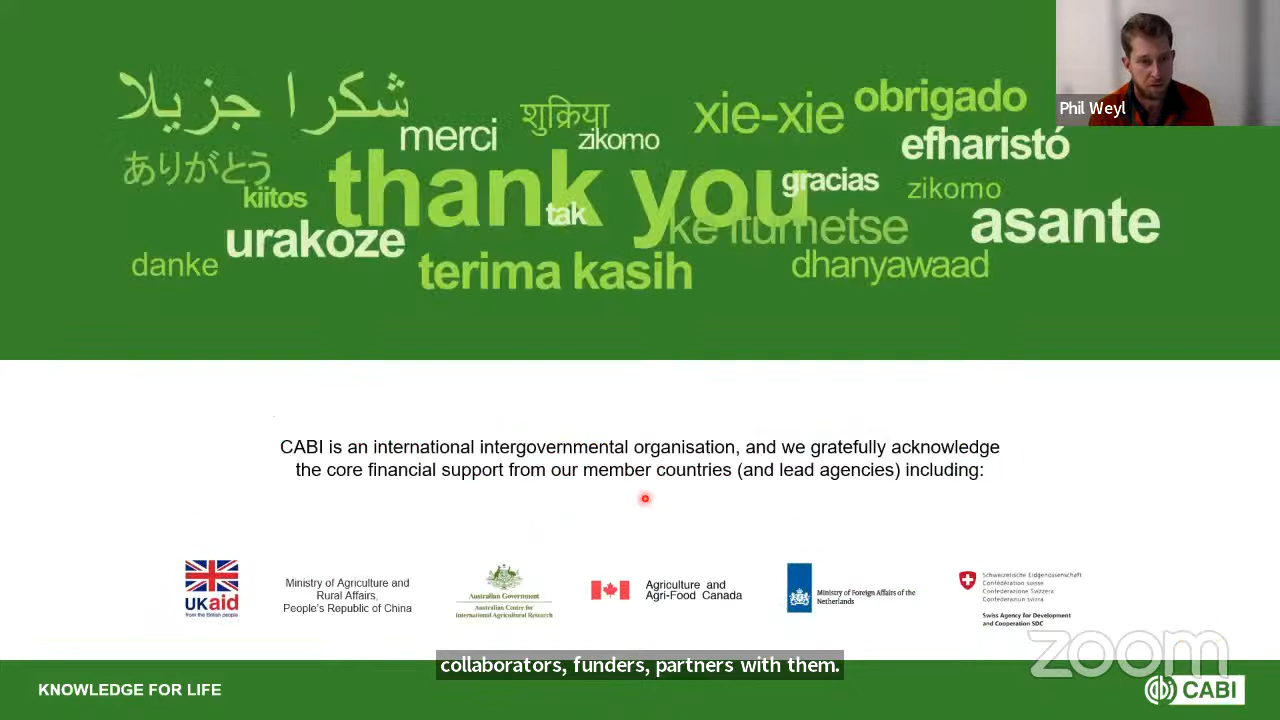 شكرا جزيلا
merci
शुक्रिया
zikomo
xie-xie
obrigado
Phil Weyl
efharistó
ありがとう
kiitos
thank you
tak
gracias
zikomo
urakoze
ke itumetse
asante
danke
terima kasih
dhanyawaad
CABI is an international intergovernmental organisation, and we gratefully acknowledge
the core financial support from our member countries (and lead agencies) including:
UKaid
from the British people
Ministry of Agriculture and
Rural Affairs,
People's Republic of China
Australian Government
Australian Centre for
International Agricultural Research
Agriculture and
Agri-Food Canada
Ministry of Foreign Affairs of the
Netherlands
Schweizerische Eidgenossenschaft
Confédération suisse
Confederazione Svizzera
Confederaziun svizra
Swiss Agency for Development
and Cooperation SDC
zoom
collaborators, funders, partners with them.
KNOWLEDGE FOR LIFE
cabi CABI